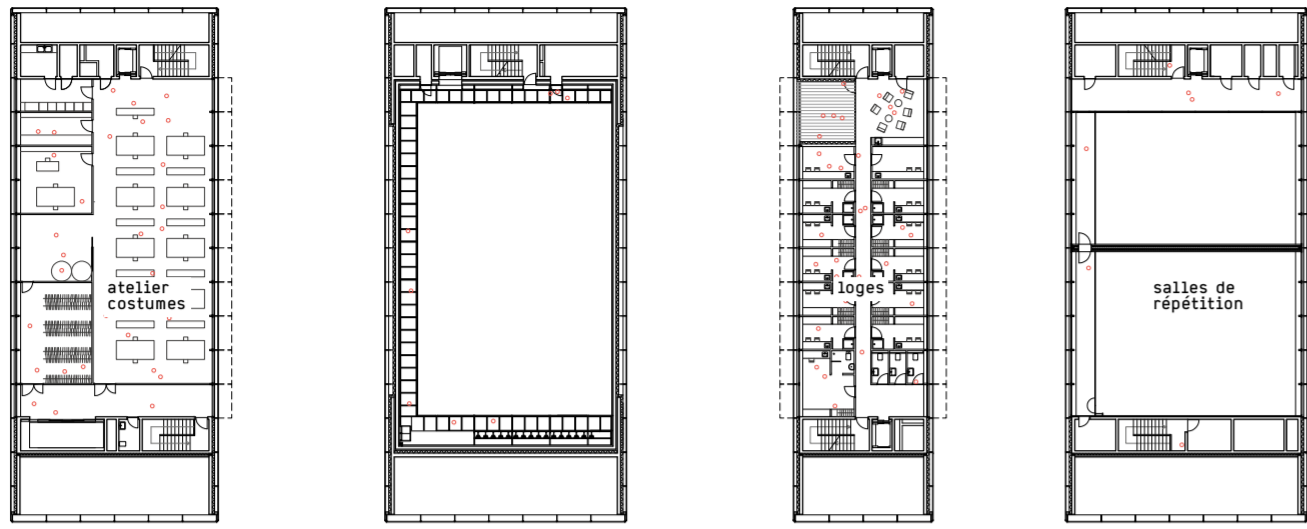 atelier
costumes
loges
salles de
répétition